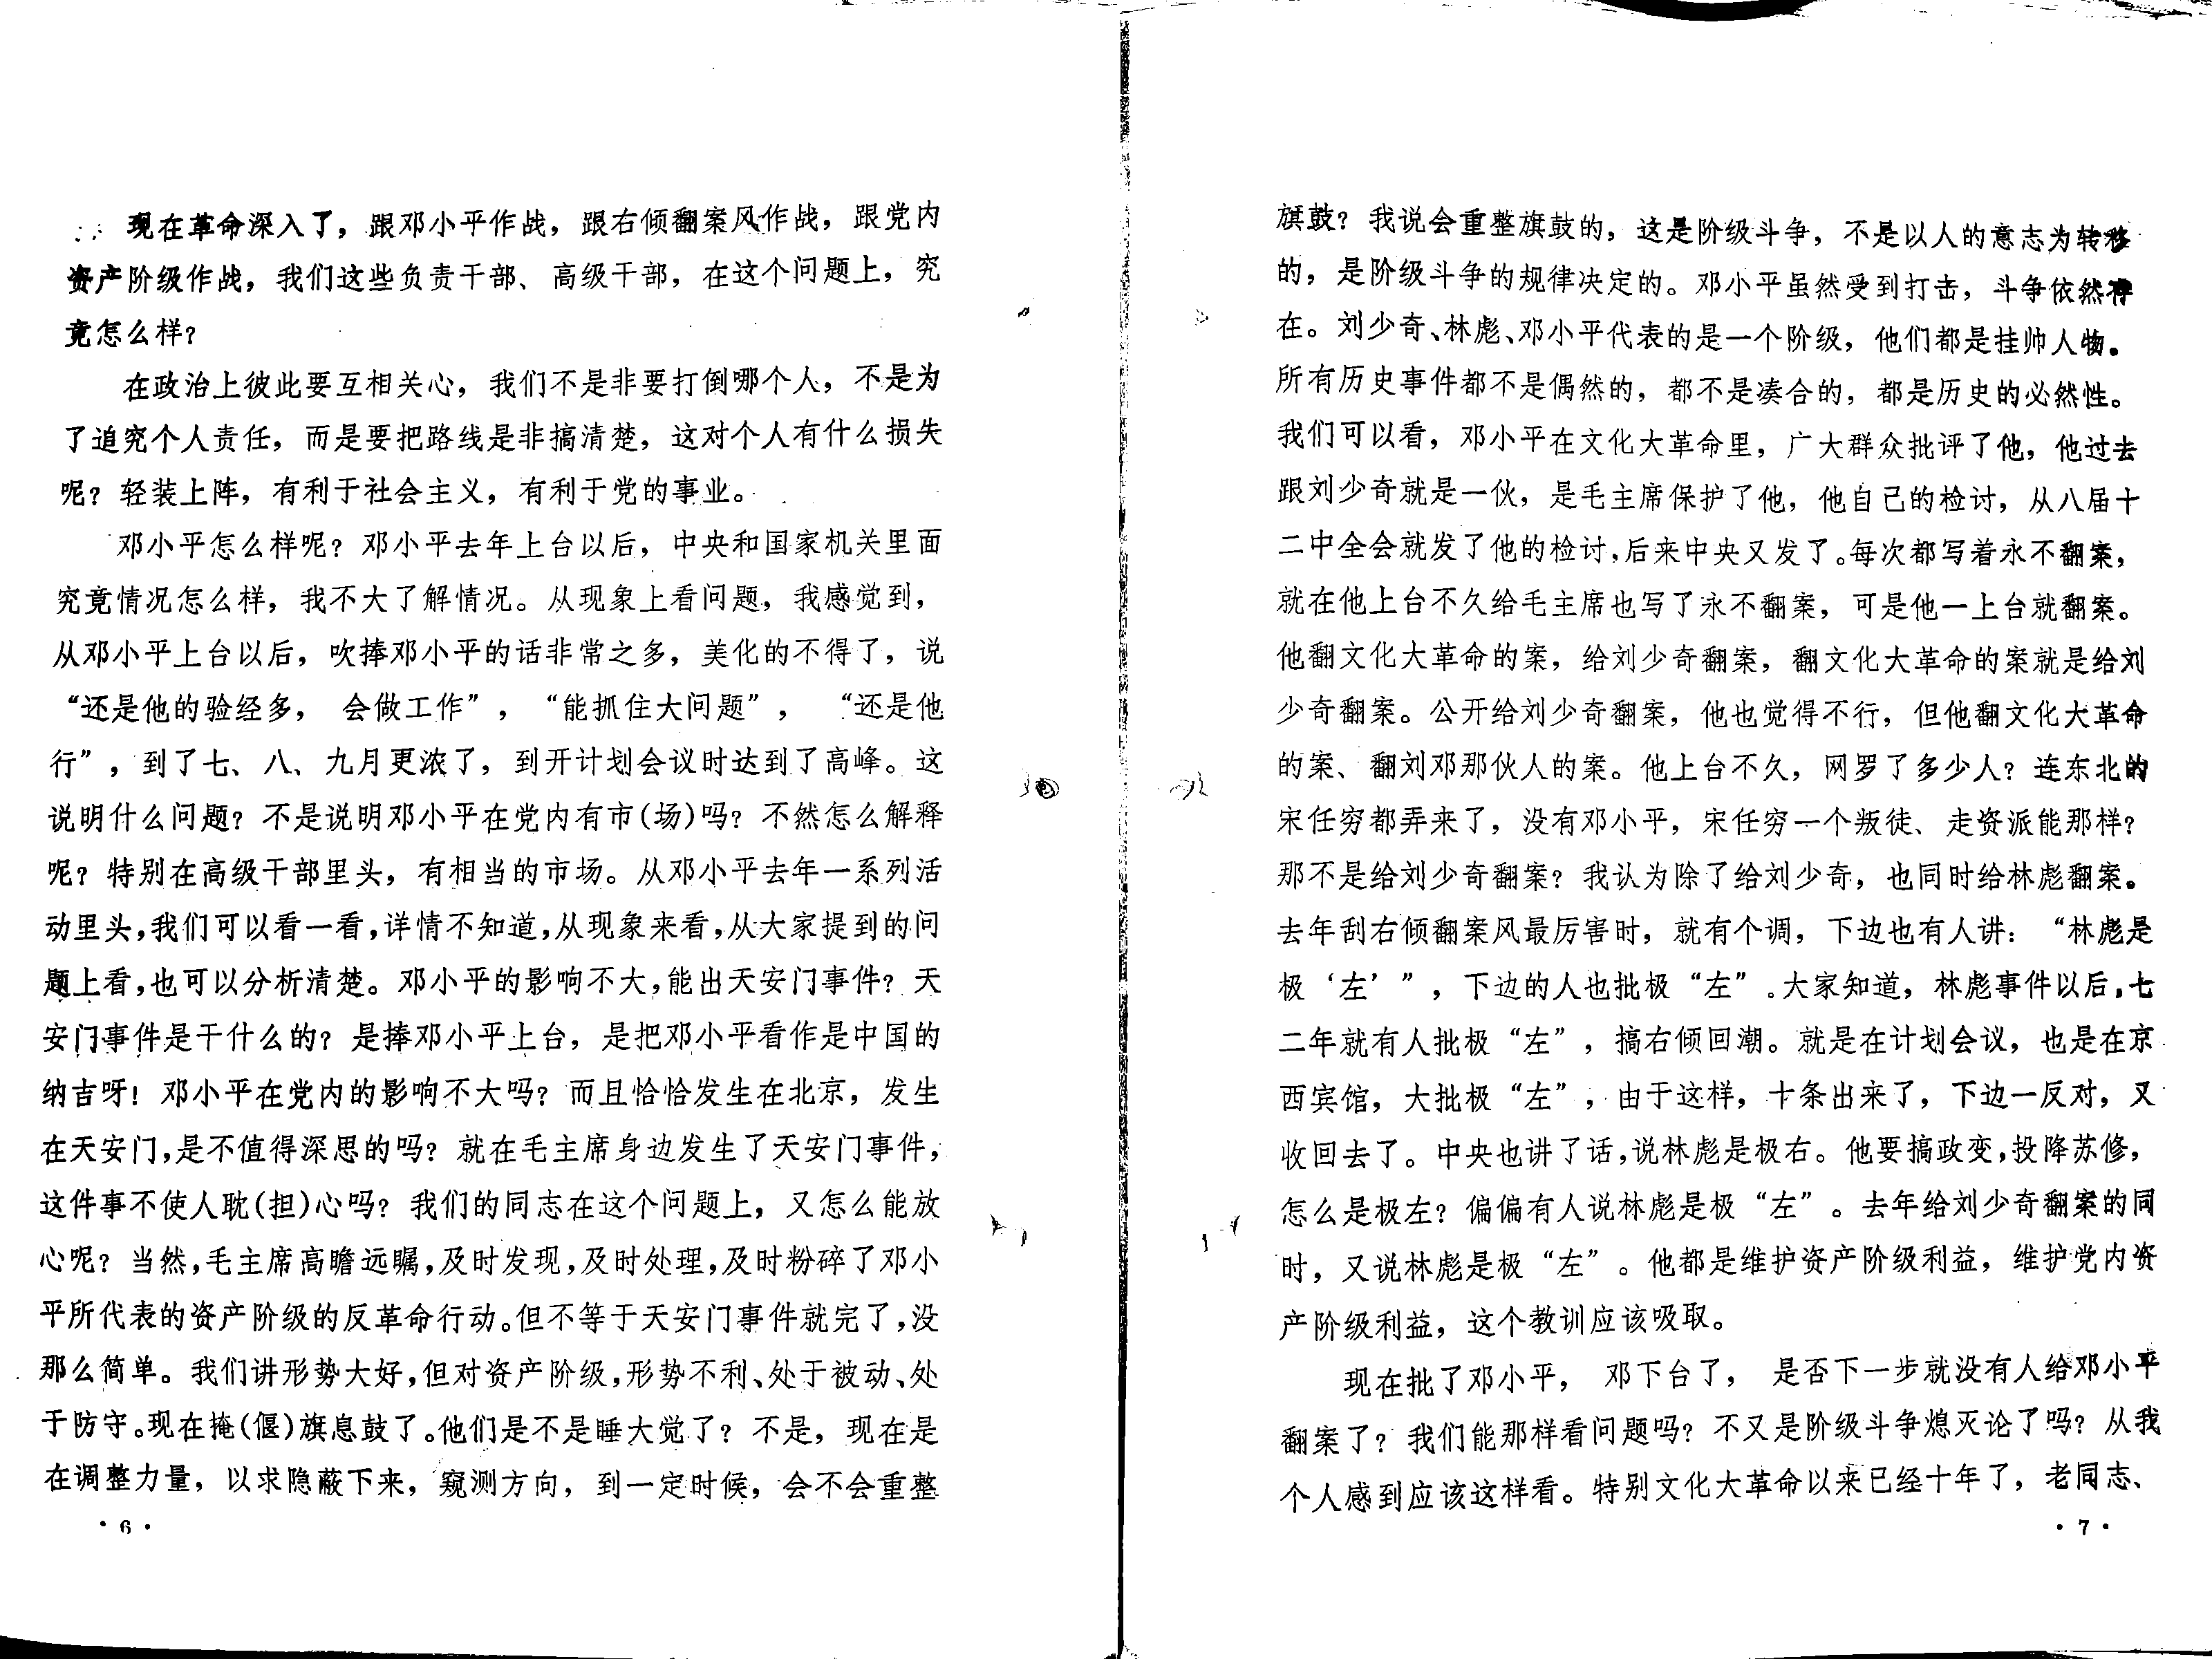 现在革命深入了，跟邓小平作战，跟右倾翻案风作战，跟党内
资产阶级作战，我们这些负责干部、高级干部，在这个问题上，究
竟怎么样？
在政治上彼此要互相关心，我们不是非要打倒哪个人，不是为
了追究个人责任，而是要把路线是非搞清楚，这对个人有什么损失
呢？轻装上阵，有利于社会主义，有利于党的事业。
邓小平怎么样呢？邓小平去年上台以后，中央和国家机关里面
究竟情况怎么样，我不大了解情况。从现象上看问题，我感觉到，
从邓小平上台以后，吹捧邓小平的话非常之多，美化的不得了，说
“还是他的验经多，会做工作”，“能抓住大问题”，“还是他
行”，到了七、八、九月更浓了，到开计划会议时达到了高峰。这
说明什么问题？不是说明邓小平在党内有市(场)吗？不然怎么解释
呢？特别在高级干部里头，有相当的市场。从邓小平去年一系列活
动里头，我们可以看一看，详情不知道，从现象来看，从大家提到的问
题上看，也可以分析清楚。邓小平的影响不大，能出天安门事件？天
安门事件是干什么的？是捧邓小平上台，是把邓小平看作是中国的
纳吉呀！邓小平在党内的影响不大吗？而且恰恰发生在北京，发生
在天安门，是不值得深思的吗？就在毛主席身边发生了天安门事件，
这件事不使人耽(担)心吗？我们的同志在这个问题上，又怎么能放
心呢？当然，毛主席高瞻远瞩，及时发现，及时处理，及时粉碎了邓小
平所代表的资产阶级的反革命行动。但不等于天安门事件就完了，没
那么简单。我们讲形势大好，但对资产阶级，形势不利、处于被动、处
于防守。现在掩(偃)旗息鼓了。他们是不是睡大觉了？不是，现在是
在调整力量，以求隐蔽下来，窥测方向，到一定时候，会不会重整
·6·
旗鼓？我说会重整旗鼓的，这是阶级斗争，不是以人的意志为转移
的，是阶级斗争的规律决定的。邓小平虽然受到打击，斗争依然存
在。刘少奇、林彪、邓小平代表的是一个阶级，他们都是挂帅人物。
所有历史事件都不是偶然的，都不是凑合的，都是历史的必然性。
我们可以看，邓小平在文化大革命里，广大群众批评了他，他过去
跟刘少奇就是一伙，是毛主席保护了他，他自己的检讨，从八届十
二中全会就发了他的检讨，后来中央又发了。每次都写着永不翻案，
就在他上台不久给毛主席也写了永不翻案，可是他一上台就翻案。
他翻文化大革命的案，给刘少奇翻案，翻文化大革命的案就是给刘
少奇翻案。公开给刘少奇翻案，他也觉得不行，但他翻文化大革命
的案、翻刘邓那伙人的案。他上台不久，网罗了多少人？连东北的
宋任穷都弄来了，没有邓小平，宋任穷一个叛徒、走资派能那样？
那不是给刘少奇翻案？我认为除了给刘少奇，也同时给林彪翻案。
去年刮右倾翻案风最厉害时，就有个调，下边也有人讲：“林彪是
极‘左’”，下边的人也批极“左”。大家知道，林彪事件以后，七
二年就有人批极“左”，搞右倾回潮。就是在计划会议，也是在京
西宾馆，大批极“左”，由于这样，十条出来了，下边一反对，又
收回去了。中央也讲了话，说林彪是极右。他要搞政变，投降苏修，
怎么是极左？偏偏有人说林彪是极“左”。去年给刘少奇翻案的同
时，又说林彪是极“左”。他都是维护资产阶级利益，维护党内资
产阶级利益，这个教训应该吸取。
现在批了邓小平，邓下台了，是否下一步就没有人给邓小平
翻案了？我们能那样看问题吗？不又是阶级斗争熄灭论了吗？从我
个人感到应该这样看。特别文化大革命以来已经十年了，老同志、
·7·